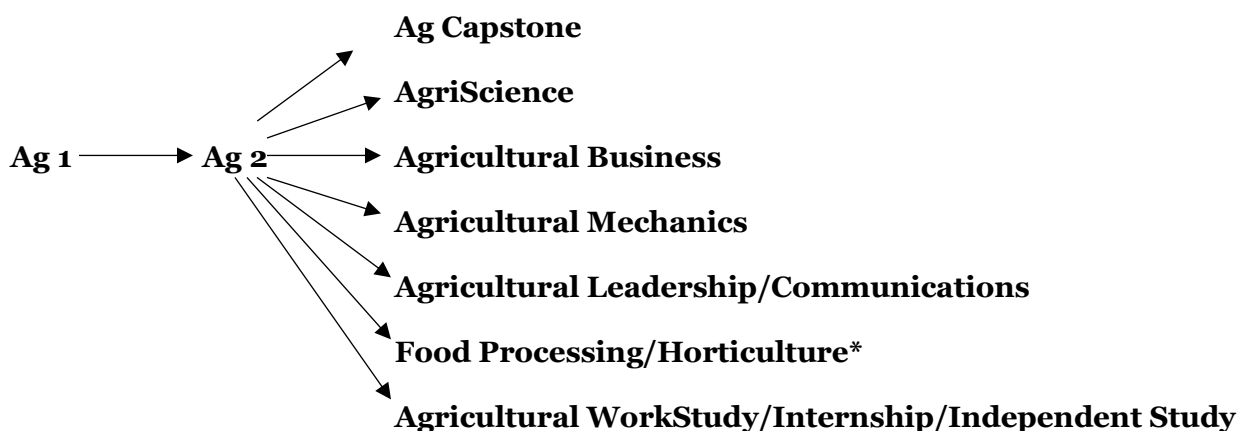 Ag Capstone
AgriScience
Ag 1
Ag 2
Agricultural Business
Agricultural Mechanics
Agricultural Leadership/Communications
Food Processing/Horticulture*
Agricultural WorkStudy/Internship/Independent Study